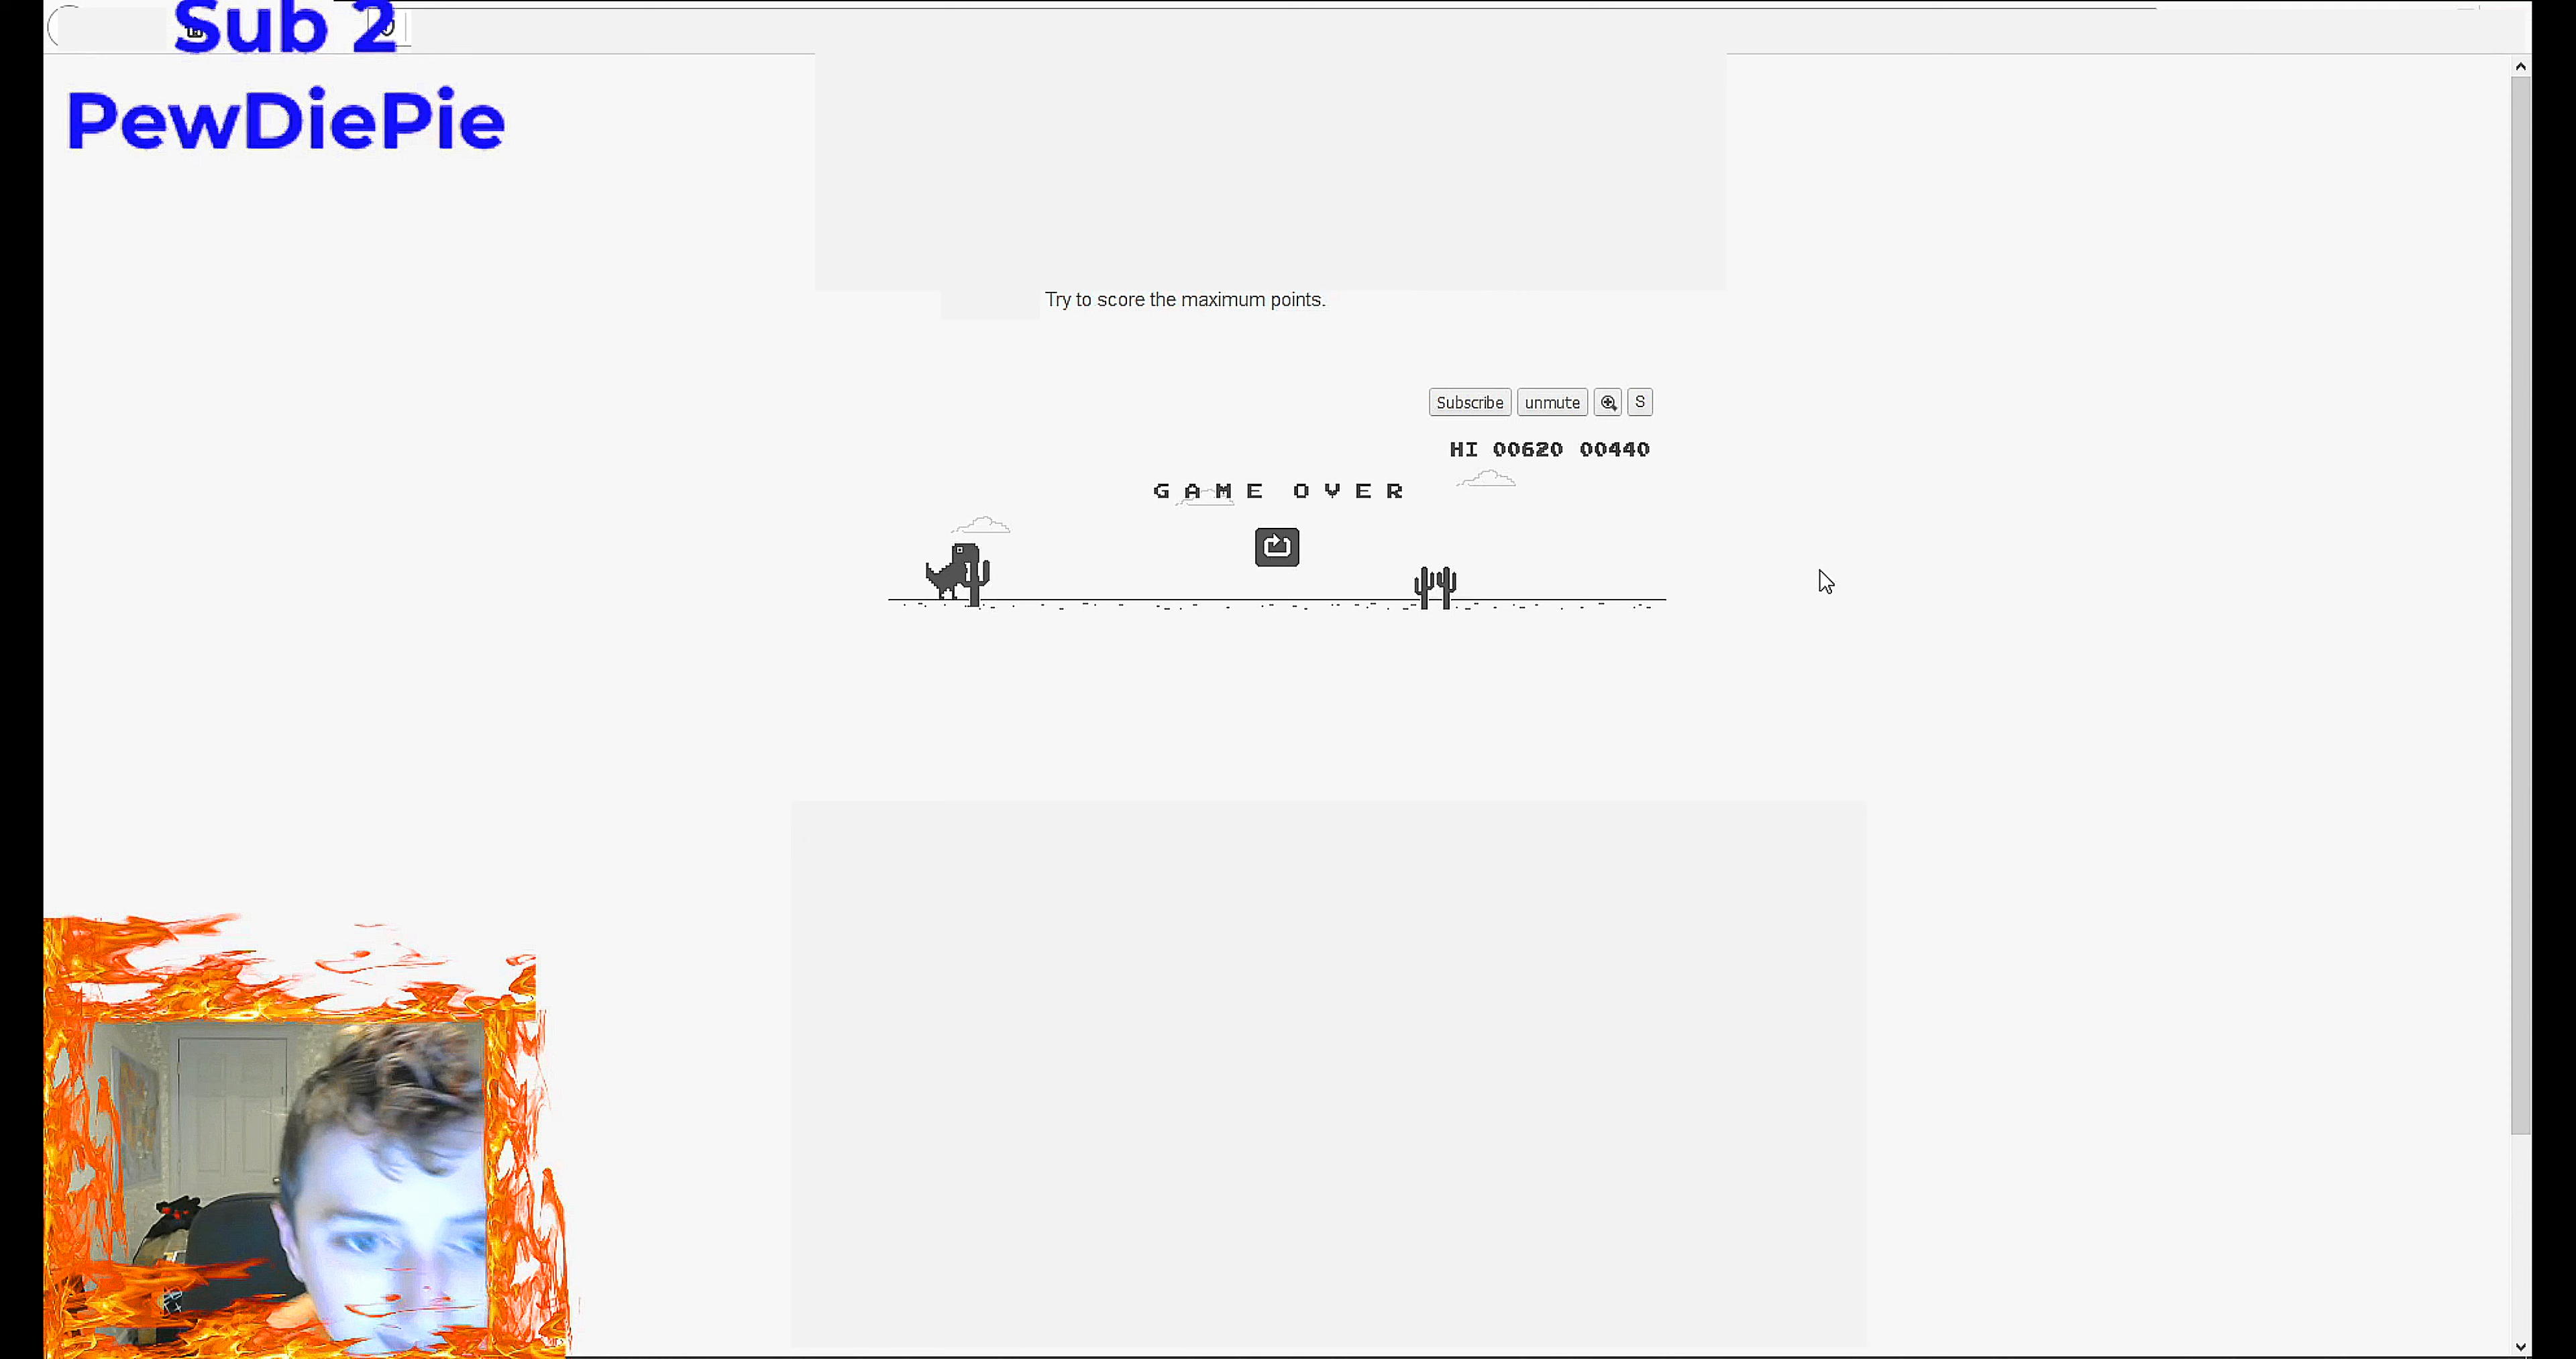 Sub 2
PewDiePie
Try to score the maximum points.
Subscribe unmute S
HI 00620 00440
GAME OVER